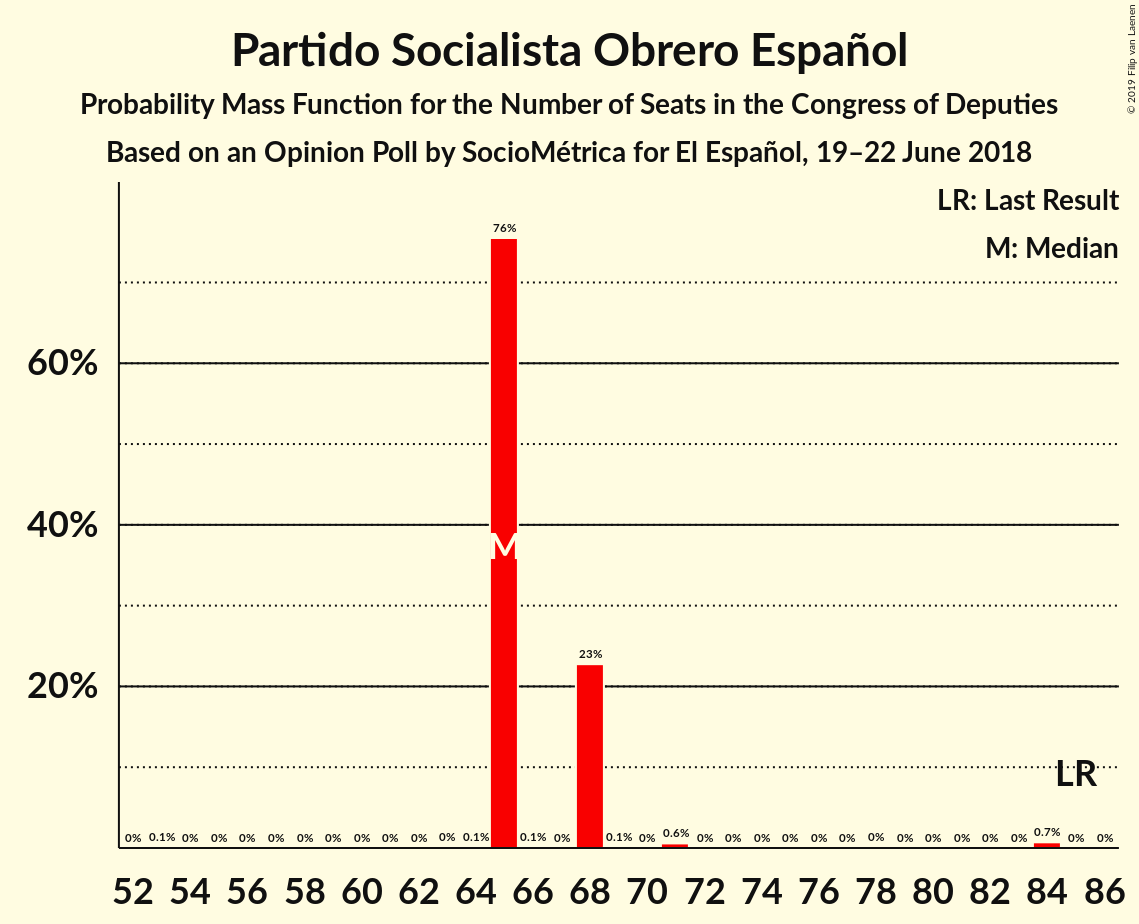 Partido Socialista Obrero Español
Probability Mass Function for the Number of Seats in the Congress of Deputies
Based on an Opinion Poll by SocioMétrica for El Español, 19–22 June 2018
© 2019 Filip van Laenen
LR: Last Result
M: Median
76%
60%
M
40%
23%
20%
LR
0% 0.1% 0% 0% 0% 0% 0% 0% 0% 0% 0% 0% 0.1% 0.1% 0% 0.1% 0% 0.6% 0% 0% 0% 0% 0% 0% 0% 0% 0% 0% 0% 0% 0.7% 0% 0%
52 54 56 58 60 62 64 66 68 70 72 74 76 78 80 82 84 86